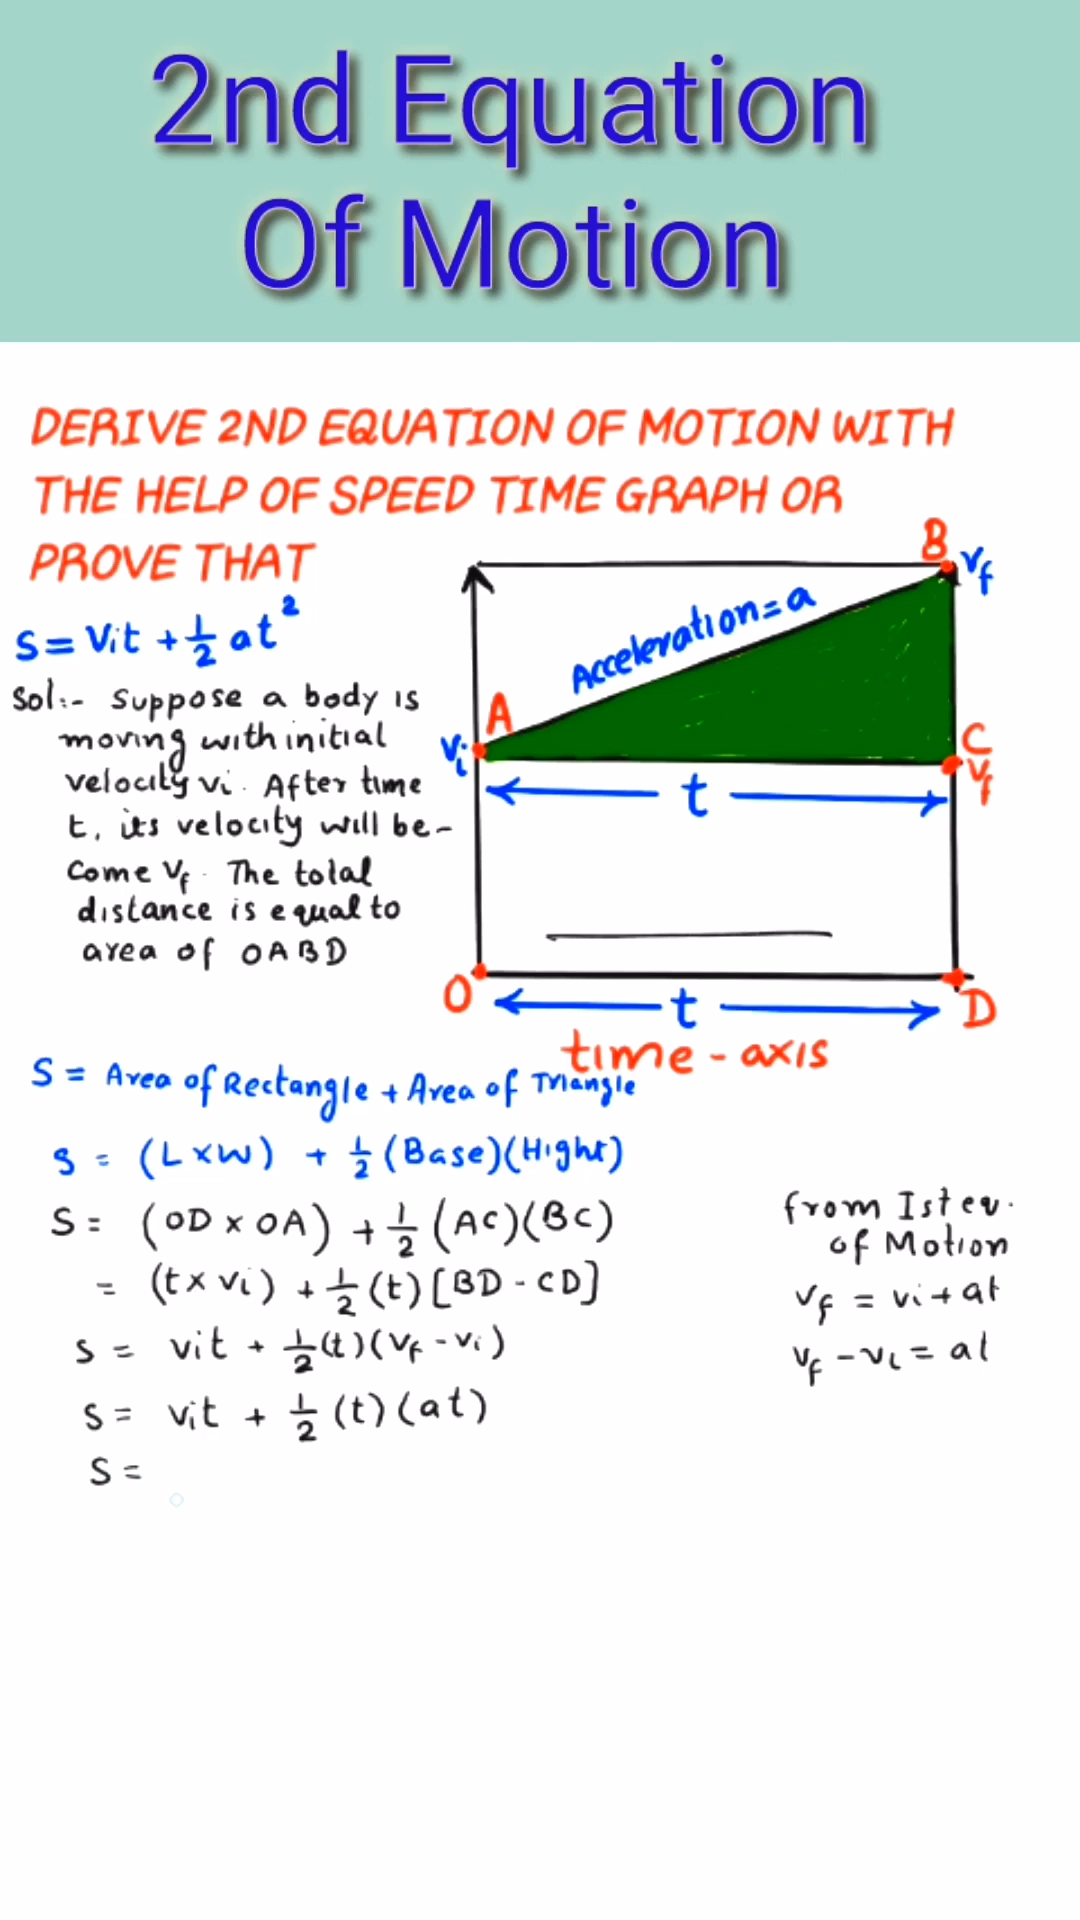 2nd Equation
Of Motion
DERIVE 2ND EQUATION OF MOTION WITH
THE HELP OF SPEED TIME GRAPH OR
PROVE THAT
S = Vit + 1/2 at²
Sol:- Suppose a body is
moving with initial
velocity vi. After time
t, its velocity will be-
Come Vf. The total
distance is equal to
area of OABD
B
vf
Acceleration = a
A
vi
C
vf
t
O
t
D
time - axis
S = Area of Rectangle + Area of Triangle
S = (L x W) + 1/2 (Base)(Hight)
S = (OD x OA) + 1/2 (AC)(BC)
= (t x vi) + 1/2 (t) [BD - CD]
S = vit + 1/2 (t)(vf - vi)
S = vit + 1/2 (t)(at)
S =
from Ist eq.
of Motion
vf = vi + at
vf - vi = at